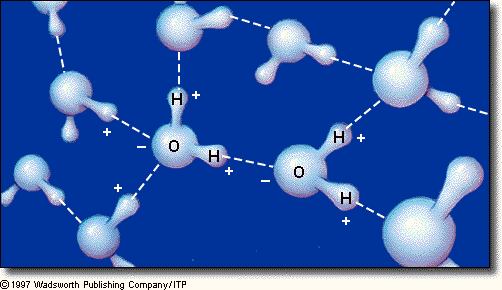 H +
H +
+ − O H +
+ − O H +
© 1997 Wadsworth Publishing Company/ITP